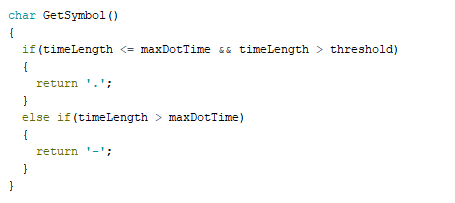 char GetSymbol()
{
  if(timeLength <= maxDotTime && timeLength > threshold)
  {
    return '.';
  }
  else if(timeLength > maxDotTime)
  {
    return '-';
  }
}